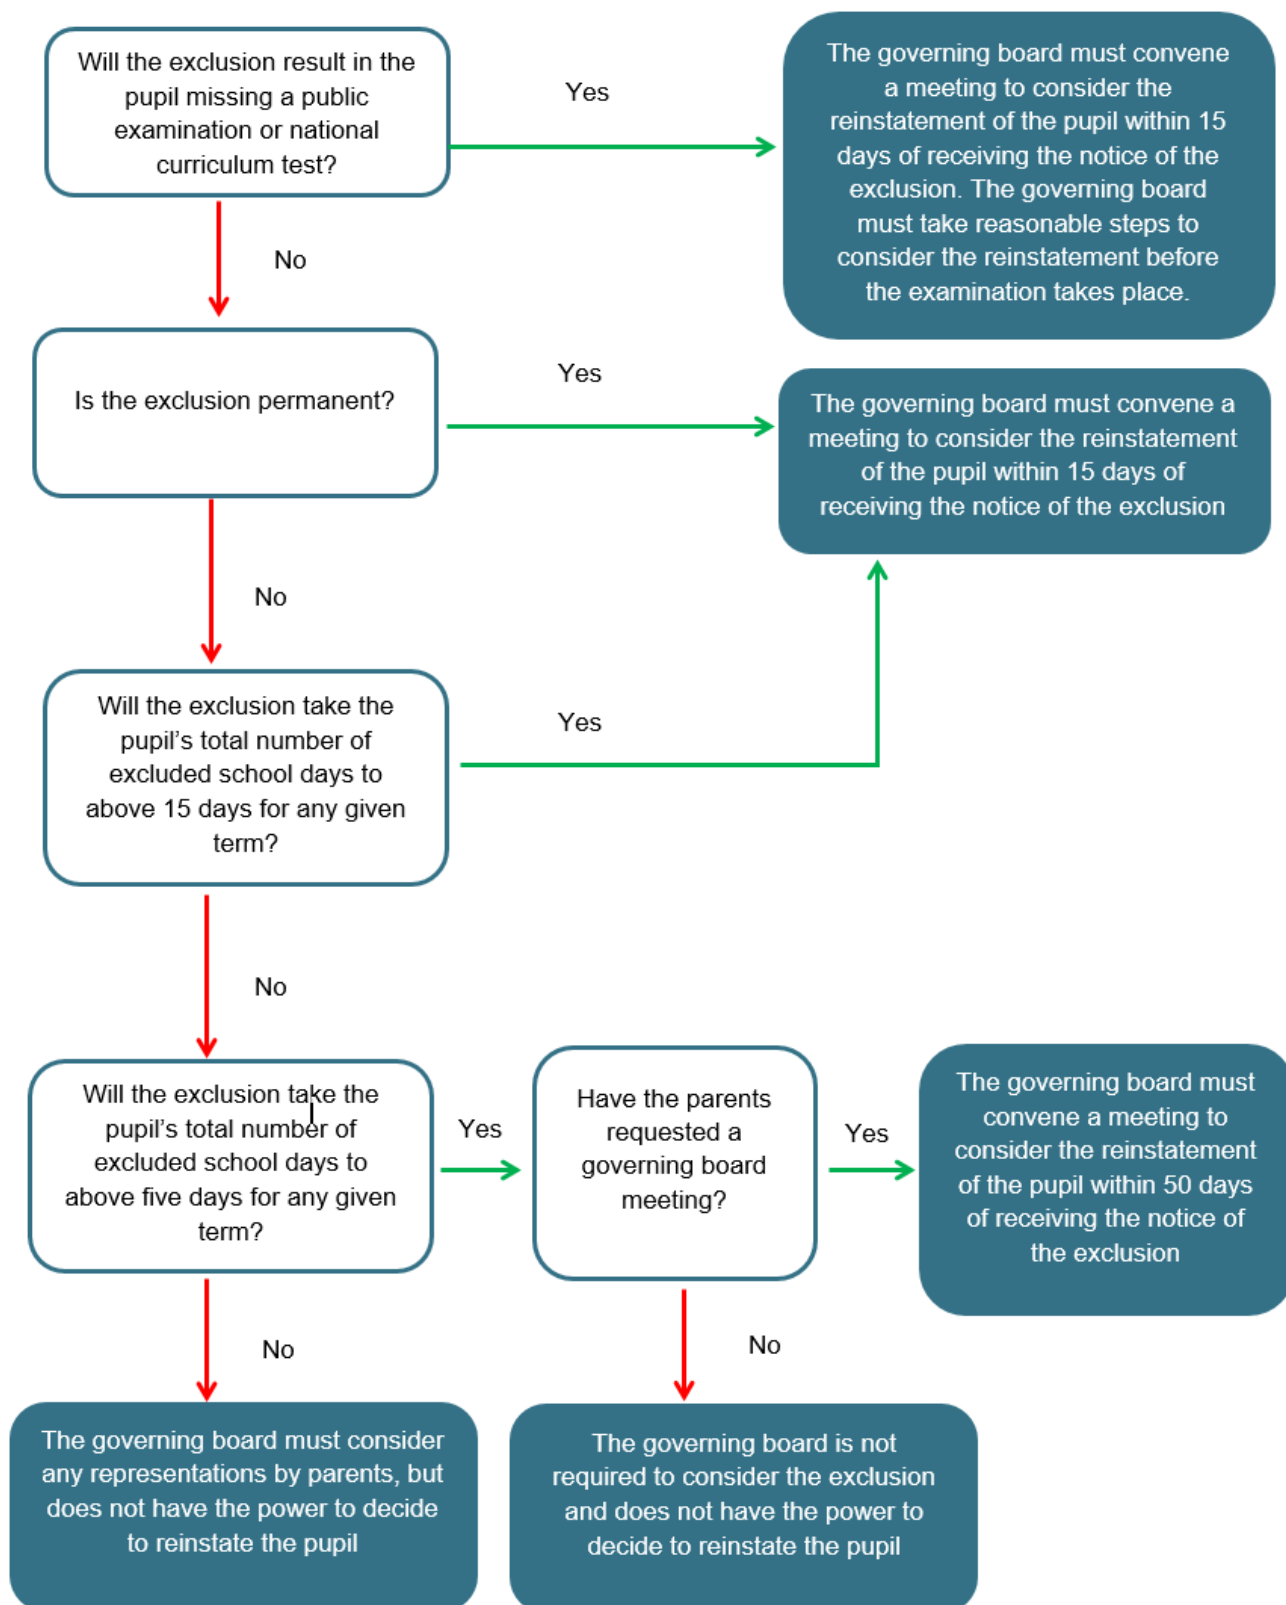 Will the exclusion result in the
pupil missing a public
examination or national
curriculum test?
Yes
The governing board must convene
a meeting to consider the
reinstatement of the pupil within 15
days of receiving the notice of the
exclusion. The governing board
must take reasonable steps to
consider the reinstatement before
the examination takes place.
No
Is the exclusion permanent?
Yes
The governing board must convene a
meeting to consider the reinstatement
of the pupil within 15 days of
receiving the notice of the exclusion
No
Will the exclusion take the
pupil’s total number of
excluded school days to
above 15 days for any given
term?
Yes
No
Will the exclusion take the
pupil’s total number of
excluded school days to
above five days for any given
term?
Yes
Have the parents
requested a
governing board
meeting?
Yes
The governing board must
convene a meeting to
consider the reinstatement
of the pupil within 50 days
of receiving the notice of
the exclusion
No
No
The governing board must consider
any representations by parents, but
does not have the power to decide
to reinstate the pupil
The governing board is not
required to consider the exclusion
and does not have the power to
decide to reinstate the pupil